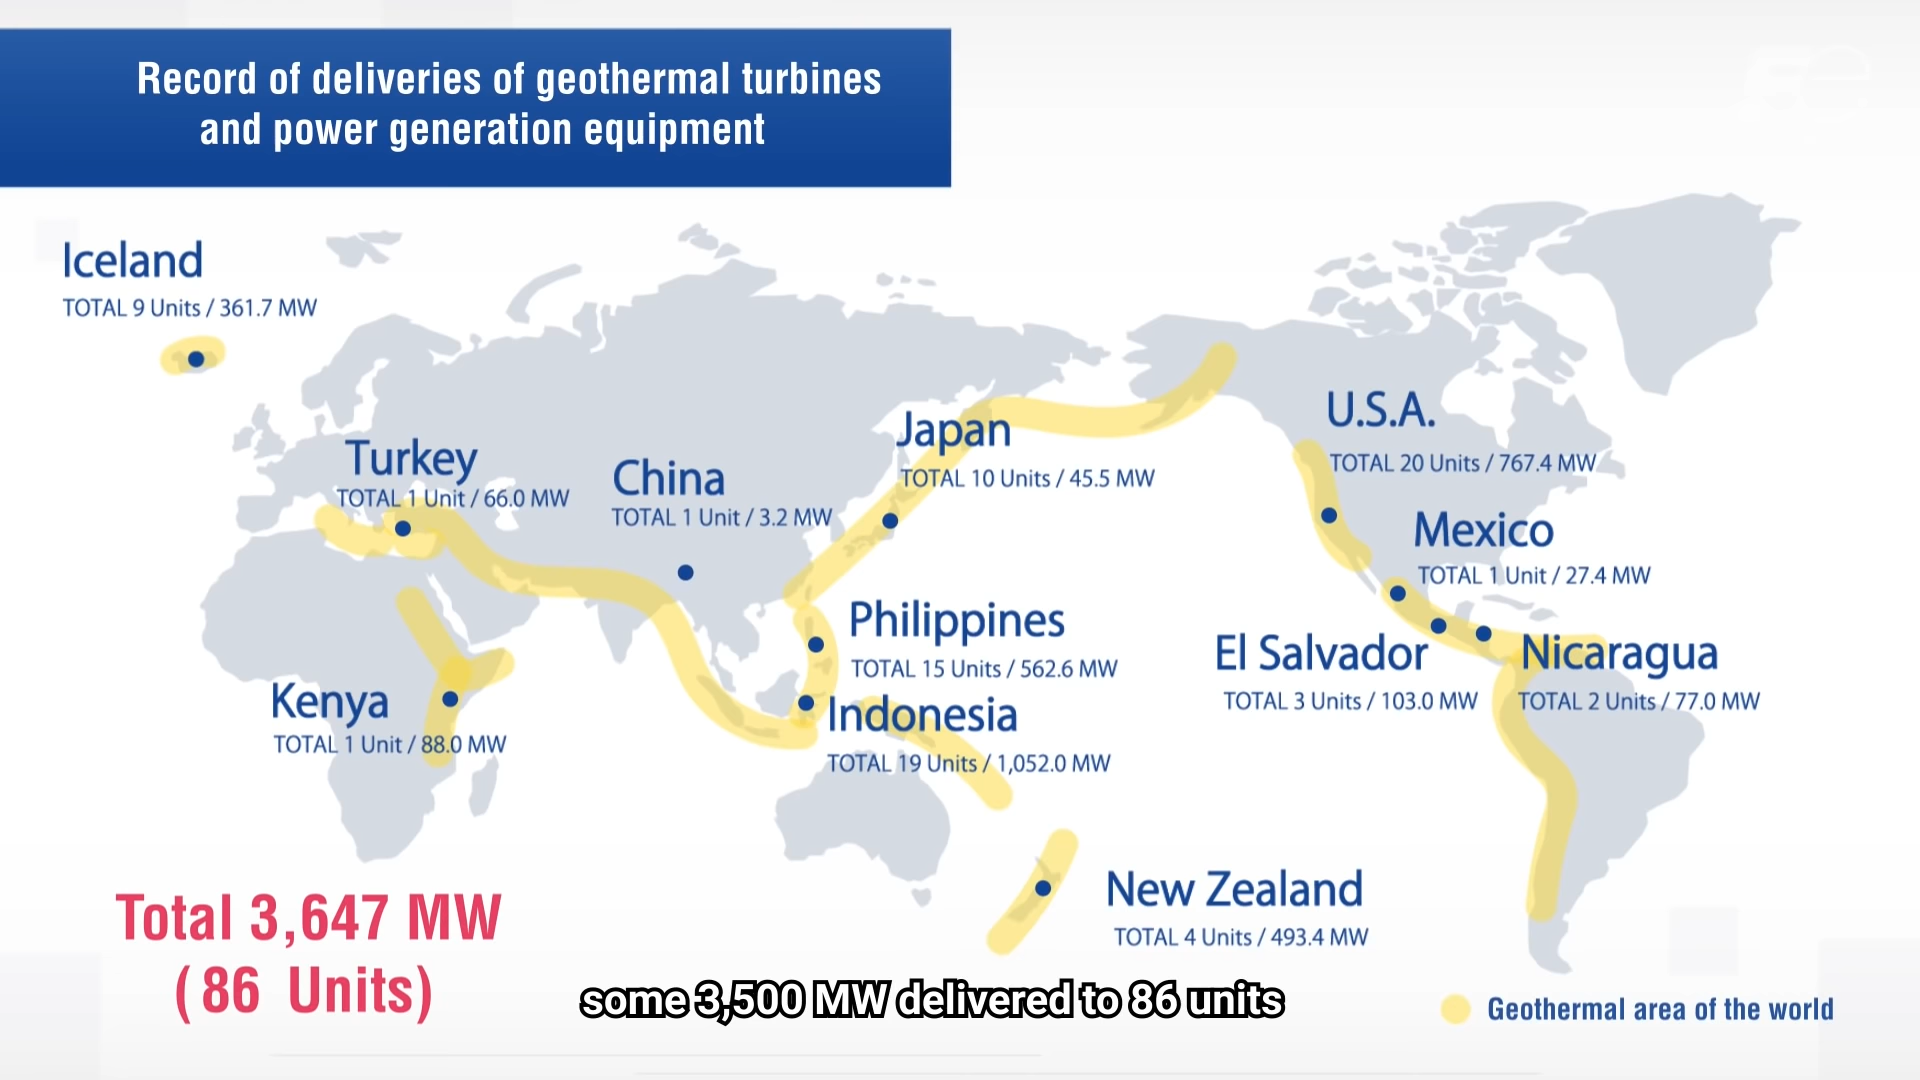 Record of deliveries of geothermal turbines
and power generation equipment
Iceland
TOTAL 9 Units / 361.7 MW
Turkey
TOTAL 1 Unit / 66.0 MW
China
TOTAL 1 Unit / 3.2 MW
Japan
TOTAL 10 Units / 45.5 MW
U.S.A.
TOTAL 20 Units / 767.4 MW
Mexico
TOTAL 1 Unit / 27.4 MW
Philippines
TOTAL 15 Units / 562.6 MW
El Salvador
TOTAL 3 Units / 103.0 MW
Nicaragua
TOTAL 2 Units / 77.0 MW
Kenya
TOTAL 1 Unit / 88.0 MW
Indonesia
TOTAL 19 Units / 1,052.0 MW
New Zealand
TOTAL 4 Units / 493.4 MW
Total 3,647 MW
(86 Units)
some 3,500 MW delivered to 86 units
Geothermal area of the world